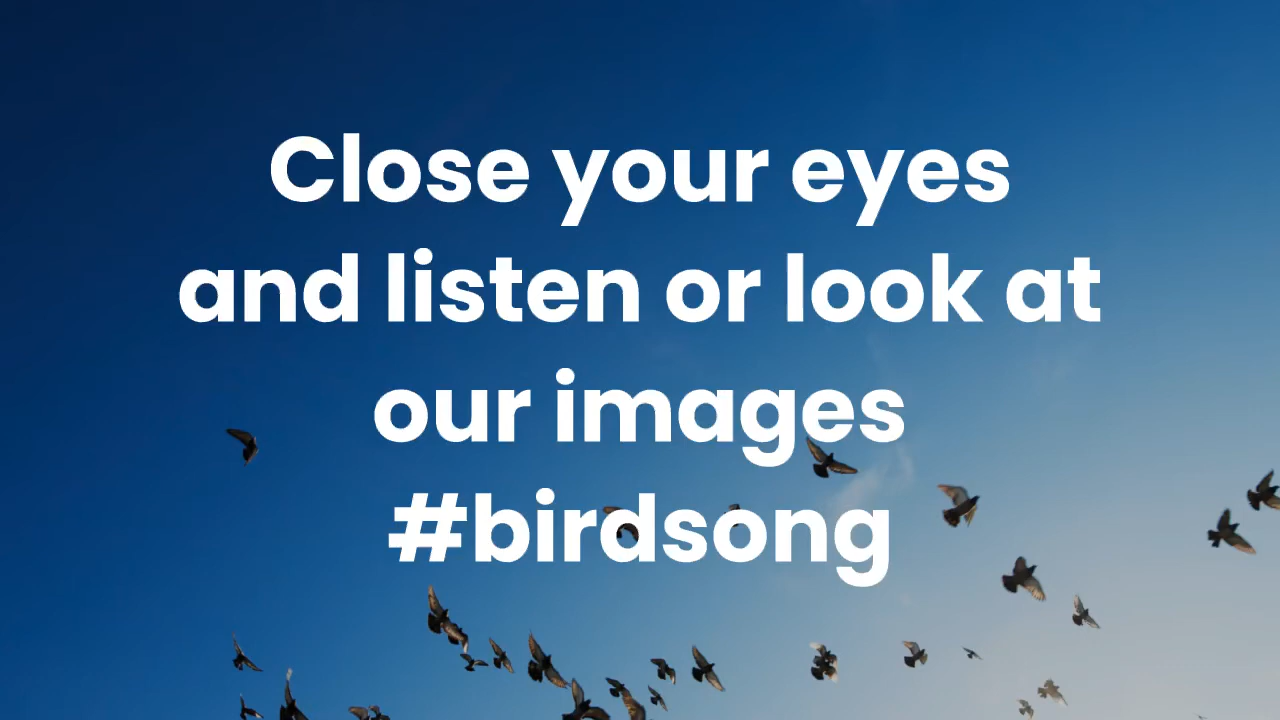 Close your eyes
and listen or look at
our images
#birdsong